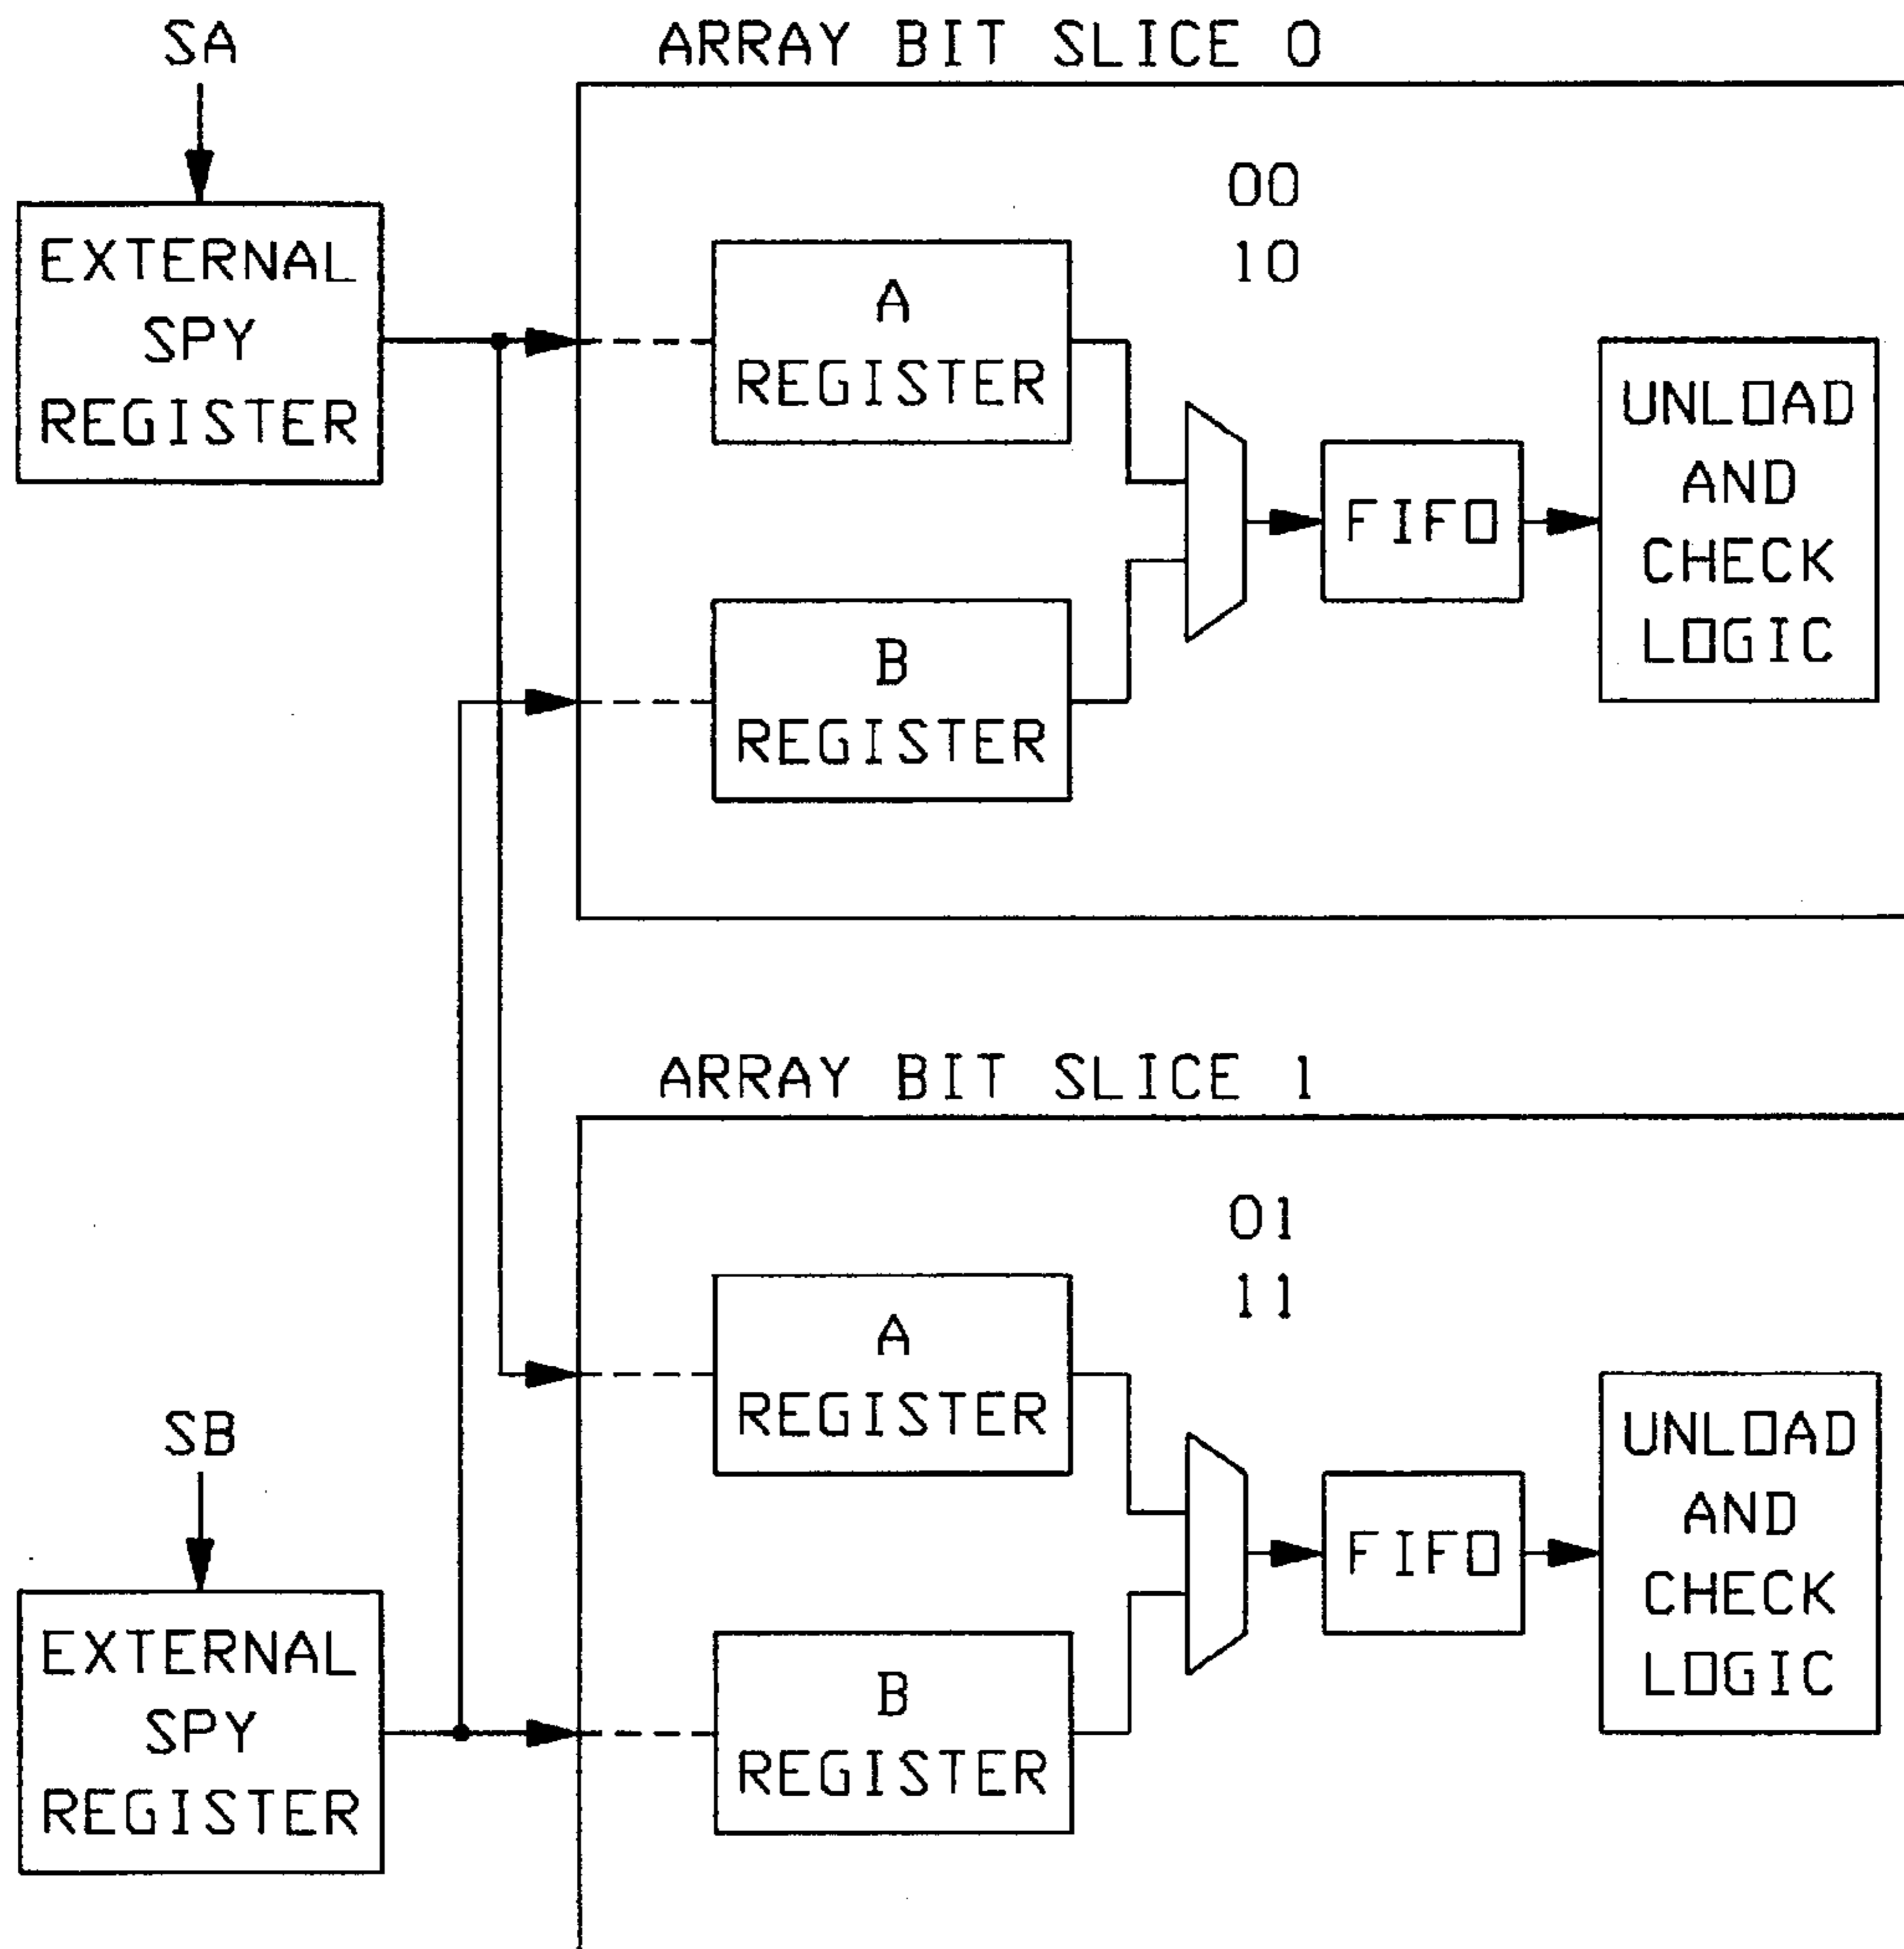 SA
ARRAY BIT SLICE 0
EXTERNAL
SPY
REGISTER
A
REGISTER
00
10
B
REGISTER
FIFO
UNLOAD
AND
CHECK
LOGIC
ARRAY BIT SLICE 1
SB
EXTERNAL
SPY
REGISTER
A
REGISTER
01
11
B
REGISTER
FIFO
UNLOAD
AND
CHECK
LOGIC